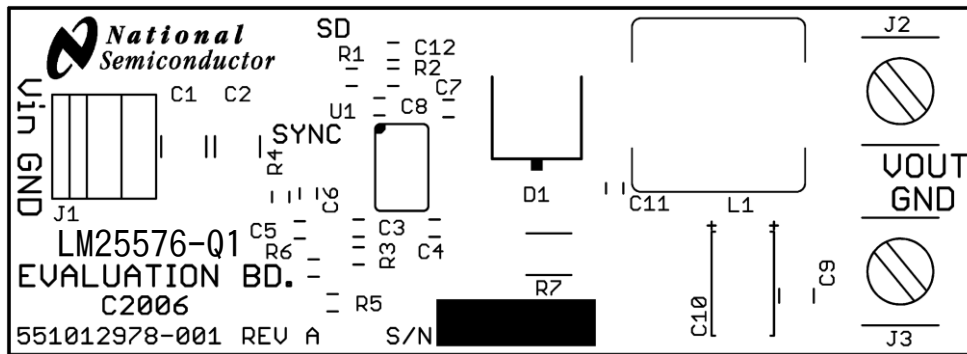 National
Semiconductor
SD
R1
C12
R2
C7
J2
Vin GND
C1
C2
U1
C8
SYNC
R4
VOUT
GND
J1
D1
C6
C11
L1
C5
C3
R6
R3
C4
LM25576-Q1
EVALUATION BD.
C2006
R5
R7
C10
C9
551012978-001 REV A
S/N
J3